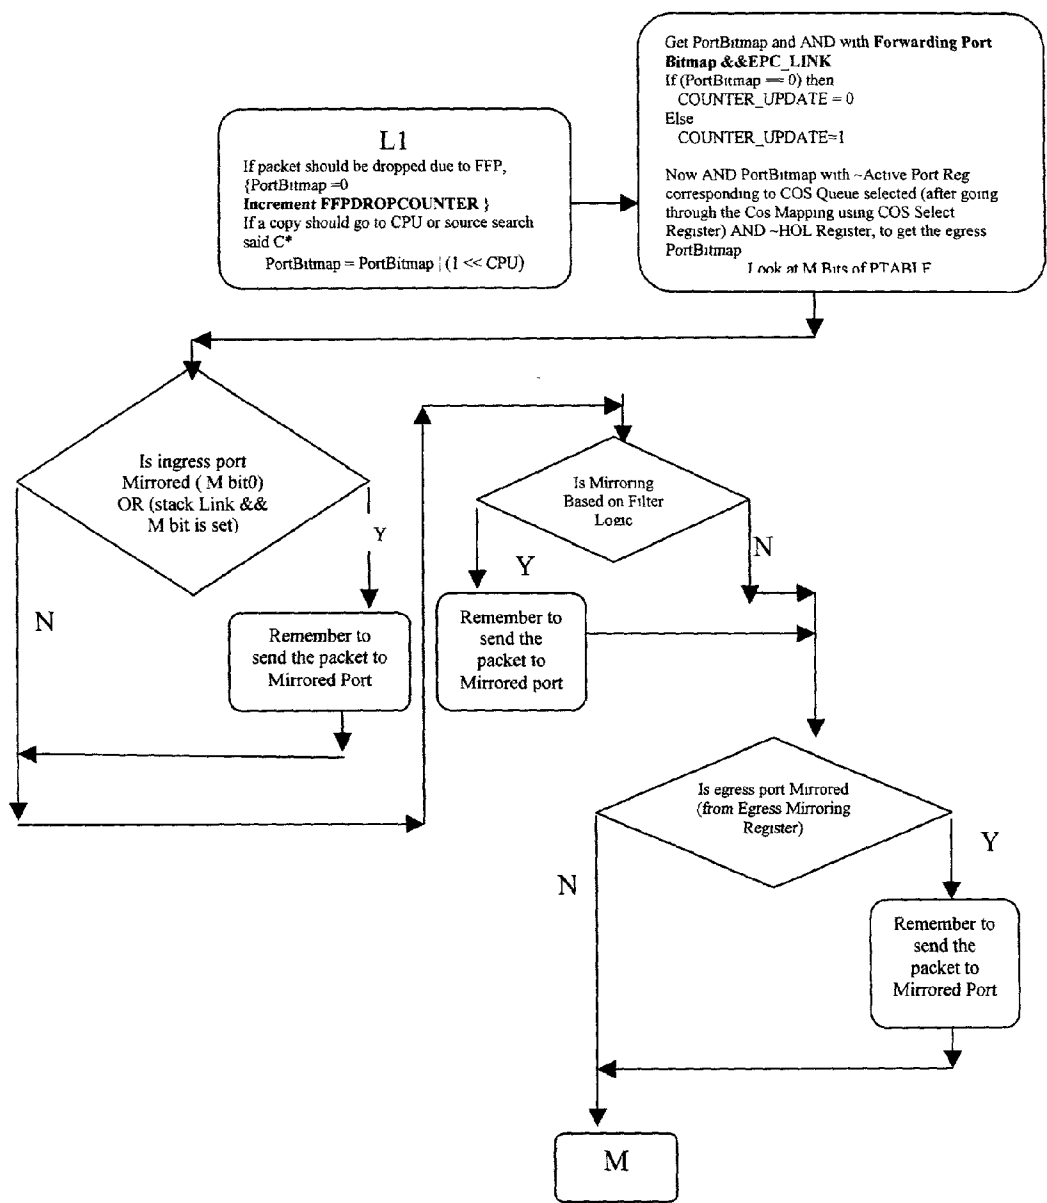 Get PortBitmap and AND with Forwarding Port
Bitmap &&EPC_LINK
If (PortBitmap == 0) then
COUNTER_UPDATE = 0
Else
COUNTER_UPDATE=1
Now AND PortBitmap with ~Active Port Reg
corresponding to COS Queue selected (after going
through the Cos Mapping using COS Select
Register) AND ~HOL Register, to get the egress
PortBitmap
Look at M Bits of PTABLE
L1
If packet should be dropped due to FFP,
{PortBitmap =0
Increment FFPDROPCOUNTER }
If a copy should go to CPU or source search
said C*
PortBitmap = PortBitmap | (1 << CPU)
Is ingress port
Mirrored ( M bit0)
OR (stack Link &&
M bit is set)
Y
N
Remember to
send the packet to
Mirrored Port
Is Mirroring
Based on Filter
Logic
Y
N
Remember to
send the
packet to
Mirrored port
Is egress port Mirrored
(from Egress Mirroring
Register)
Y
N
Remember to
send the
packet to
Mirrored Port
M